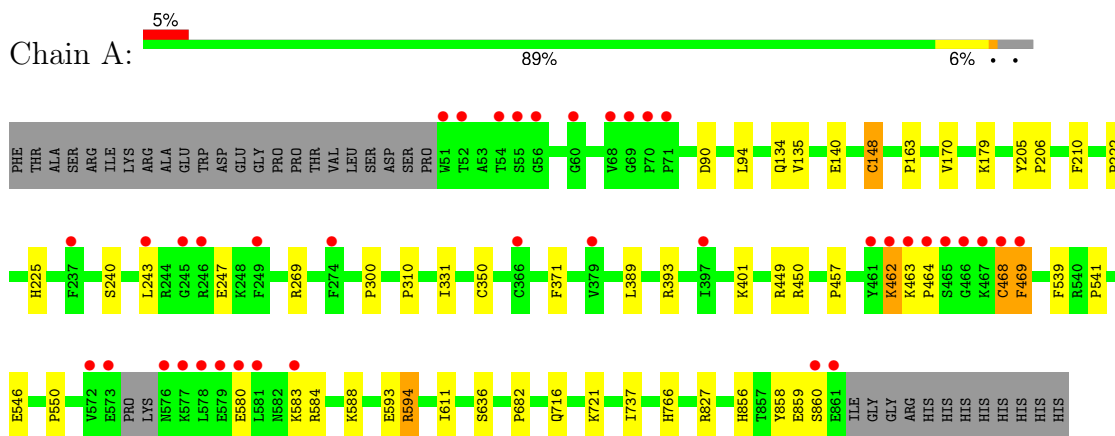 5%
Chain A:
89%
6%
PHE THR ALA SER ARG ILE LYS ARG ALA GLY TRP ASP GLU GLY PRO PRO THR VAL LEU SER ASP SER PRO W51 T52 A53 T54 S55 G56 G60 V68 G69 P70 P71 D90 L94 Q134 V135 E140 C148 P163 V170 K179 Y205 P206 F210
H225 F237 S240 L243 R244 G245 R246 E247 K248 F249 R269 F274 P300 P310 I331 C350 C366 F371 V379 L389 R393 I397 K401 R449 R450 P457 Y461 K462 K463 P464 S465 G466 K467 C468 F469 F539 R540 P541
E546 P550 V572 E573 PRO LYS N576 K577 L578 E579 E580 L581 N582 K583 R584 K588 E593 R594 I611 S636 P682 Q716 K721 I737 H766 R827 H856 T857 Y858 E859 S860 E861 ILE GLY GLY ARG HIS HIS HIS HIS HIS HIS HIS HIS